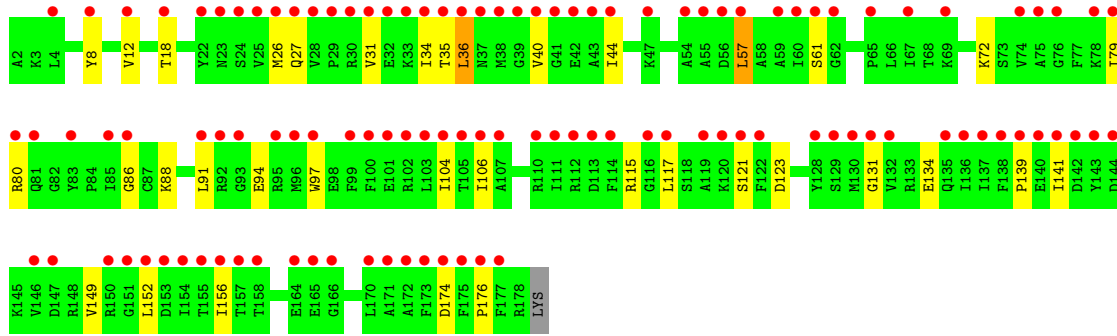 A2 K3 L4 Y8 V12 T18 Y22 N23 S24 V25 M26 Q27 V28 P29 R30 V31 E32 K33 I34 T35 L36 N37 M38 G39 V40 G41 E42 A43 I44 K47 A54 A55 D56 L57 A58 A59 I60 S61 G62 P65 L66 I67 T68 K69 K72 S73 V74 A75 G76 F77 K78 I79
R80 Q81 G82 Y83 P84 I85 G86 C87 K88 L91 R92 G93 E94 R95 M96 W97 E98 F99 F100 E101 R102 L103 I104 T105 I106 A107 R110 I111 R112 D113 F114 R115 G116 L117 S118 A119 K120 S121 F122 D123 Y128 S129 M130 G131 V132 R133 E134 Q135 I136 I137 F138 P139 E140 I141 D142 Y143 D144
K145 V146 D147 R148 V149 R150 G151 L152 D153 I154 T155 I156 T157 T158 E164 E165 G166 L170 A171 A172 F173 D174 F175 P176 F177 R178 LYS